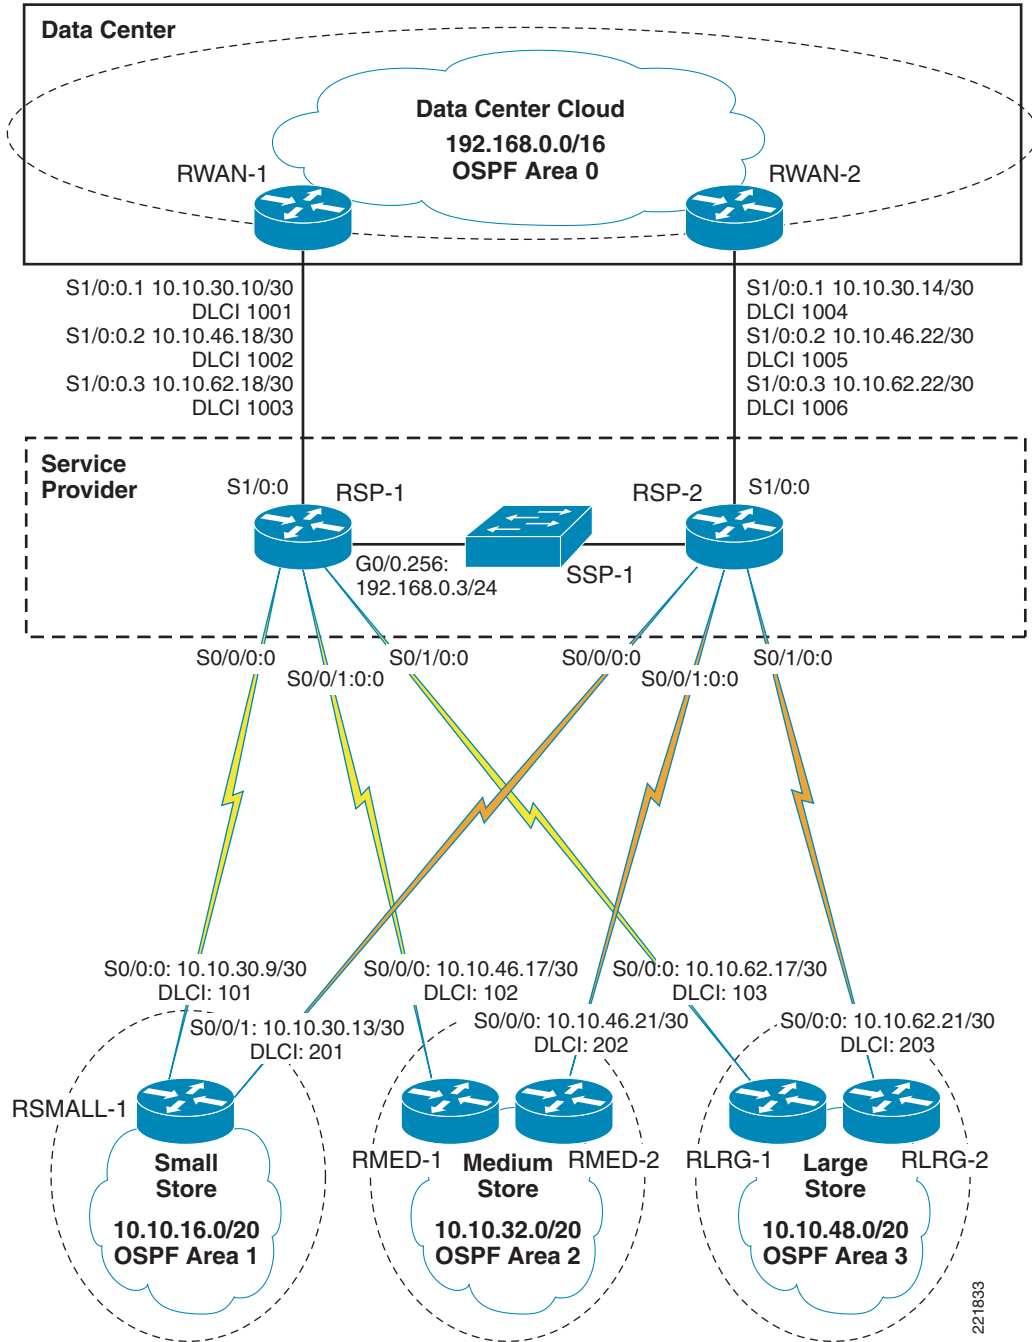 Data Center
Data Center Cloud
192.168.0.0/16
OSPF Area 0
RWAN-1
RWAN-2
S1/0:0.1 10.10.30.10/30
DLCI 1001
S1/0:0.2 10.10.46.18/30
DLCI 1002
S1/0:0.3 10.10.62.18/30
DLCI 1003
S1/0:0.1 10.10.30.14/30
DLCI 1004
S1/0:0.2 10.10.46.22/30
DLCI 1005
S1/0:0.3 10.10.62.22/30
DLCI 1006
Service
Provider
S1/0:0
RSP-1
RSP-2
S1/0:0
G0/0.256:
192.168.0.3/24
SSP-1
S0/0/0:0
S0/0/1:0:0
S0/1/0:0
S0/0/0:0
S0/0/1:0:0
S0/1/0:0
S0/0:0: 10.10.30.9/30
DLCI: 101
S0/0/1: 10.10.30.13/30
DLCI: 201
S0/0/0: 10.10.46.17/30
DLCI: 102
S0/0/0: 10.10.46.21/30
DLCI: 202
S0/0:0: 10.10.62.17/30
DLCI: 103
S0/0:0: 10.10.62.21/30
DLCI: 203
RSMALL-1
Small
Store
10.10.16.0/20
OSPF Area 1
RMED-1
Medium
Store
RMED-2
10.10.32.0/20
OSPF Area 2
RLRG-1
Large
Store
RLRG-2
10.10.48.0/20
OSPF Area 3
221833